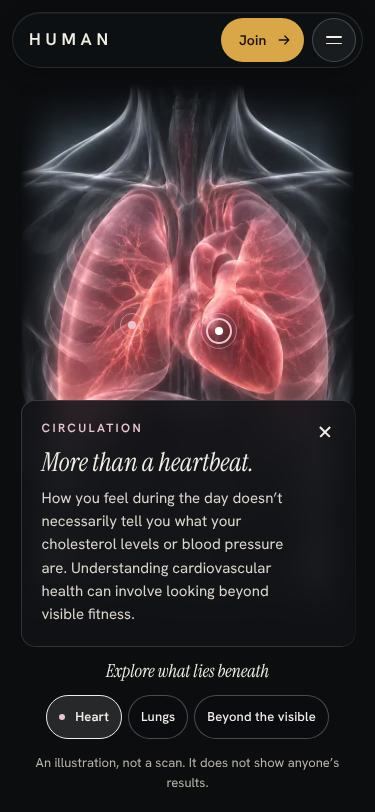 HUMAN
Join →
CIRCULATION
More than a heartbeat.
How you feel during the day doesn’t
necessarily tell you what your
cholesterol levels or blood pressure
are. Understanding cardiovascular
health can involve looking beyond
visible fitness.
Explore what lies beneath
Heart
Lungs
Beyond the visible
An illustration, not a scan. It does not show anyone’s
results.